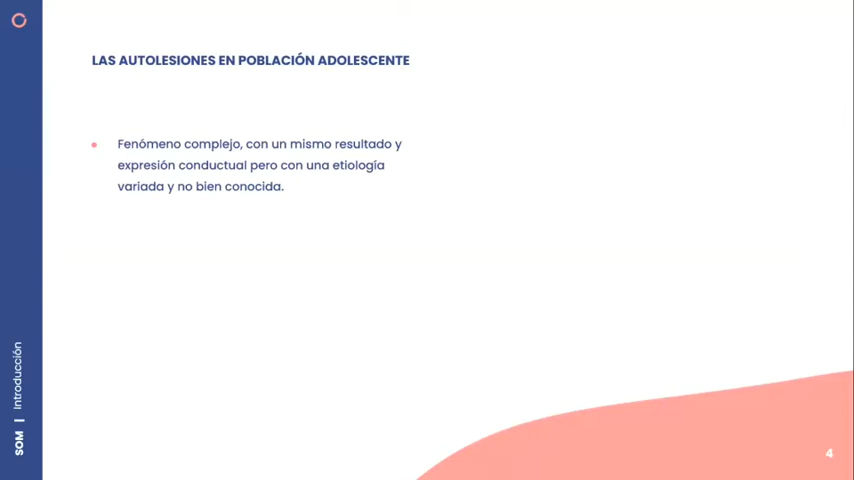 LAS AUTOLESIONES EN POBLACIÓN ADOLESCENTE
Fenómeno complejo, con un mismo resultado y
expresión conductual pero con una etiología
variada y no bien conocida.
SOM | Introducción
4